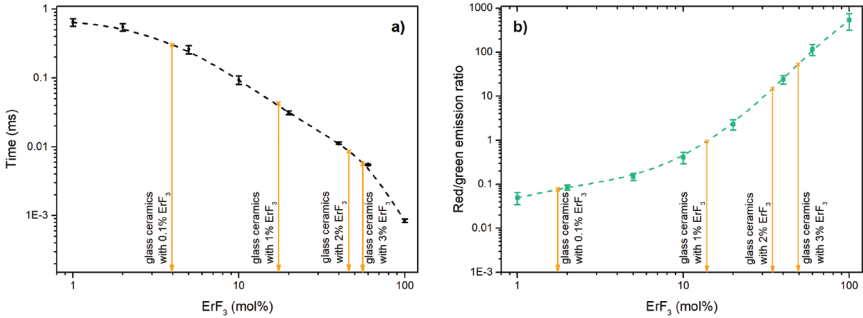 a)
1
0.1
0.01
1E-3
Time (ms)
glass ceramics
with 0.1% ErF₃
glass ceramics
with 1% ErF₃
glass ceramics
with 2% ErF₃
glass ceramics
with 3% ErF₃
1
10
100
ErF₃ (mol%)
b)
1000
100
10
1
0.1
0.01
1E-3
Red/green emission ratio
glass ceramics
with 0.1% ErF₃
glass ceramics
with 1% ErF₃
glass ceramics
with 2% ErF₃
glass ceramics
with 3% ErF₃
1
10
100
ErF₃ (mol%)